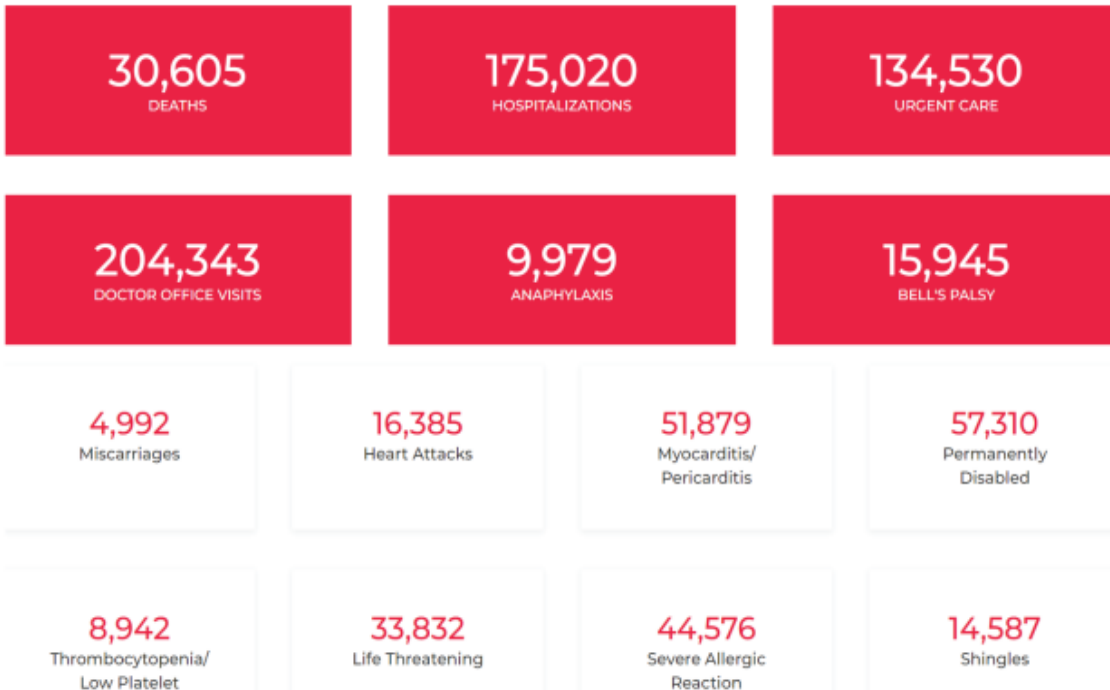 30,605 175,020 134,530
DEATHS HOSPITALIZATIONS URGENT CARE
204,343 9,979 15,945
DOCTOR OFFICE VISITS ANAPHYLAXIS BELL'S PALSY
4,992 16,385 51,879 57,310
Miscarriages Heart Attacks Myocarditis/ Permanently
Pericarditis Disabled
8,942 33,832 44,576 14,587
Thrombocytopenia/ Life Threatening Severe Allergic Shingles
Low Platelet Reaction